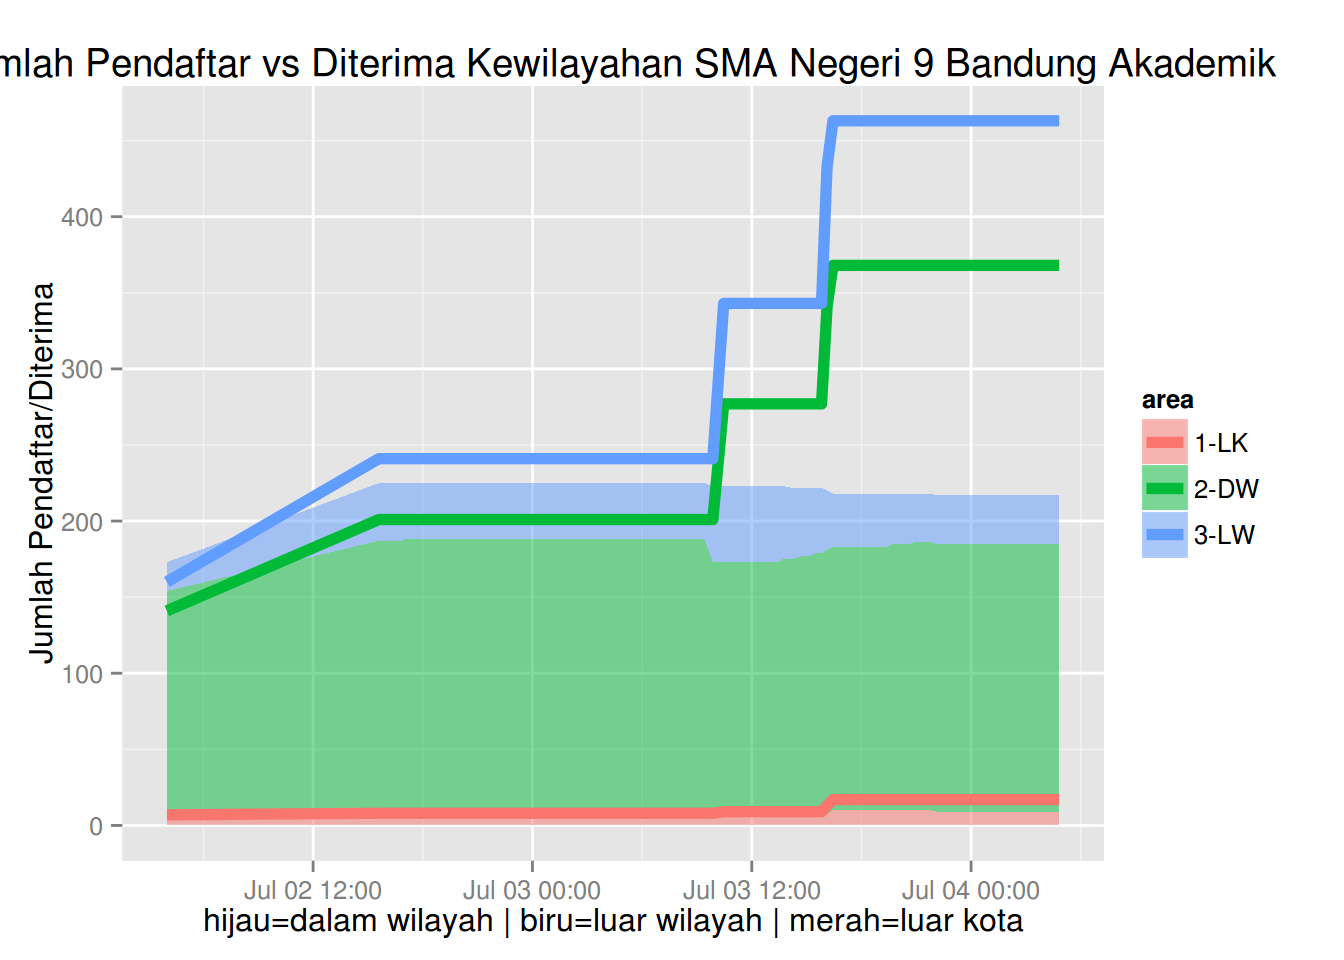 mlah Pendaftar vs Diterima Kewilayahan SMA Negeri 9 Bandung Akademik
Jumlah Pendaftar/Diterima
400
300
200
100
0
Jul 02 12:00
Jul 03 00:00
Jul 03 12:00
Jul 04 00:00
hijau=dalam wilayah | biru=luar wilayah | merah=luar kota
area
1-LK
2-DW
3-LW